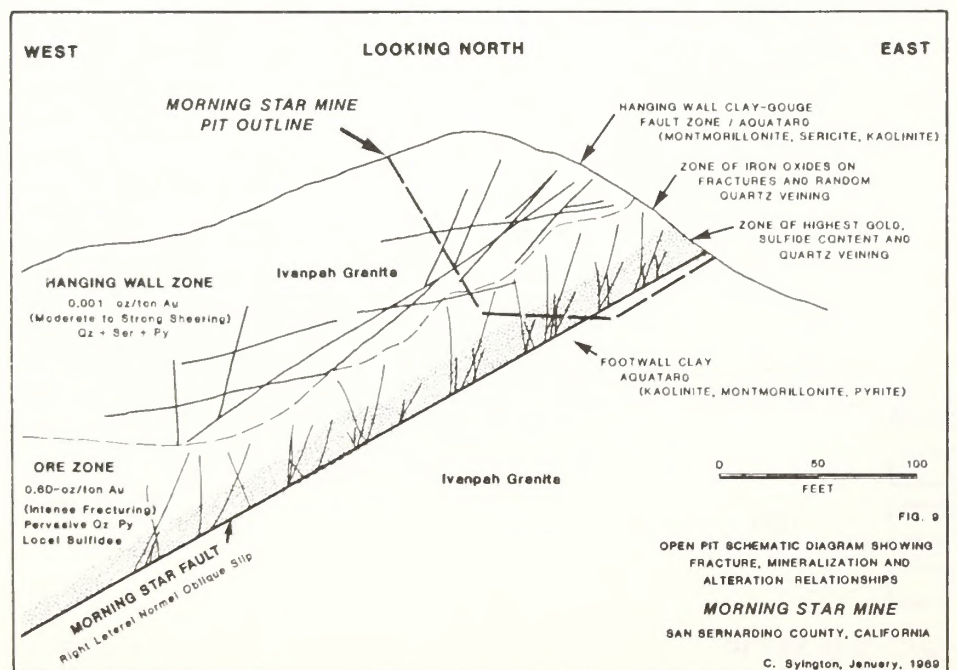 WEST
LOOKING NORTH
EAST
MORNING STAR MINE
PIT OUTLINE
HANGING WALL CLAY-GOUGE
FAULT ZONE / AQUATARD
(MONTMORILLONITE, SERICITE, KAOLINITE)
ZONE OF IRON OXIDES ON
FRACTURES AND RANDOM
QUARTZ VEINING
ZONE OF HIGHEST GOLD,
SULFIDE CONTENT AND
QUARTZ VEINING
Ivanpah Granite
HANGING WALL ZONE
0.001 oz/ton Au
(Moderate to Strong Sheering)
Qz + Ser + Py
FOOTWALL CLAY
AQUATARD
(KAOLINITE, MONTMORILLONITE, PYRITE)
ORE ZONE
0.60-oz/ton Au
(Intense Fracturing)
Pervasive Qz Py
Local Sulfides
Ivanpah Granite
MORNING STAR FAULT
Right Lateral Normal Oblique Slip
0 50 100
FEET
FIG. 9
OPEN PIT SCHEMATIC DIAGRAM SHOWING
FRACTURE, MINERALIZATION AND
ALTERATION RELATIONSHIPS
MORNING STAR MINE
SAN BERNARDINO COUNTY, CALIFORNIA
C. Syington, January, 1989